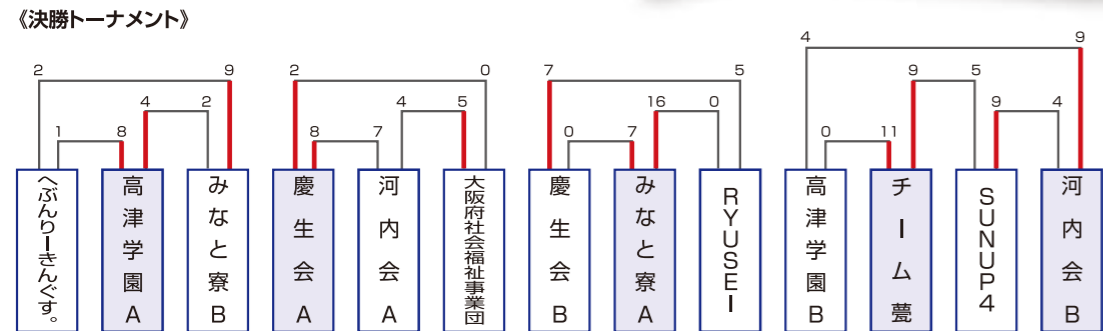 《決勝トーナメント》
4 9
2 9 2 0 7 5 9 5
4 2 4 5 16 0 9 4
1 8 8 7 0 7 0 11
へぶんりーきんぐす。
高津学園A
みなと寮B
慶生会A
河内会A
大阪府社会福祉事業団
慶生会B
みなと寮A
RYUSEI
高津学園B
チーム甍
SUNUP4
河内会B